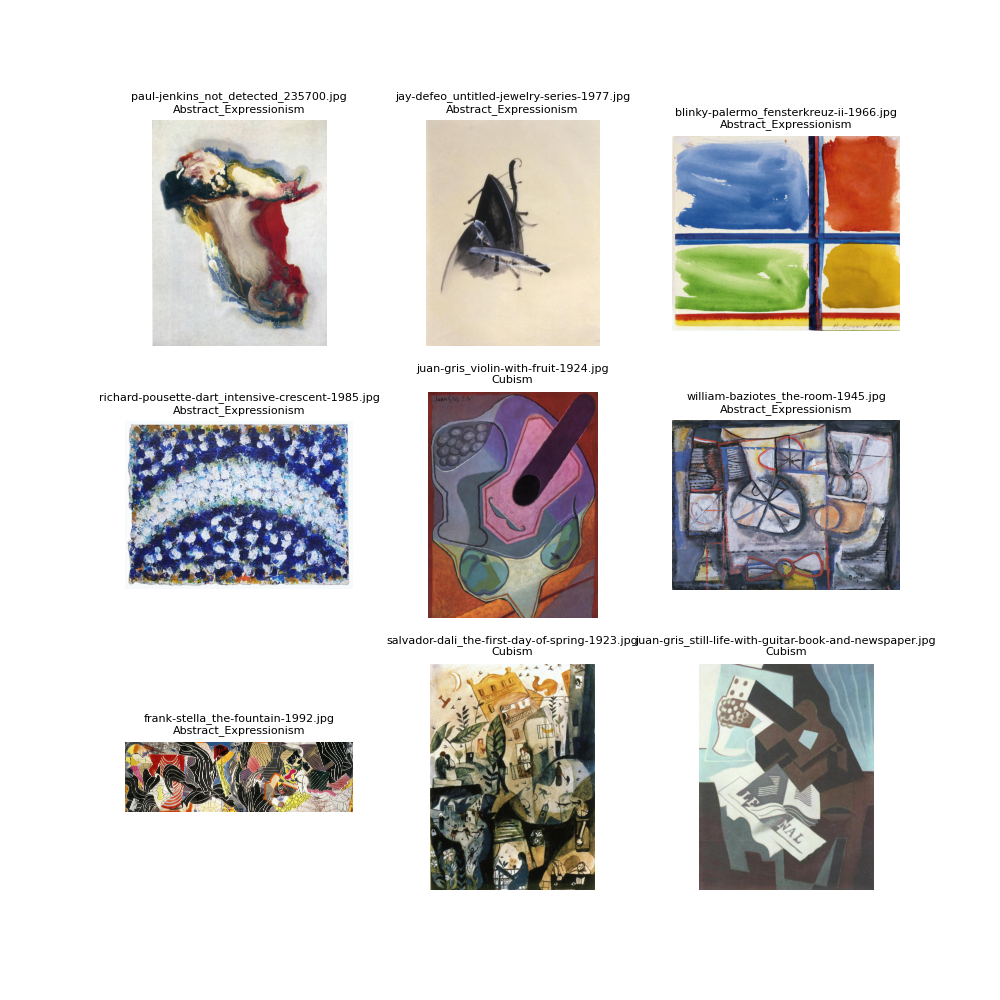 paul-jenkins_not_detected_235700.jpg
Abstract_Expressionism
jay-defeo_untitled-jewelry-series-1977.jpg
Abstract_Expressionism
blinky-palermo_fensterkreuz-ii-1966.jpg
Abstract_Expressionism
richard-pousette-dart_intensive-crescent-1985.jpg
Abstract_Expressionism
juan-gris_violin-with-fruit-1924.jpg
Cubism
william-baziotes_the-room-1945.jpg
Abstract_Expressionism
frank-stella_the-fountain-1992.jpg
Abstract_Expressionism
salvador-dali_the-first-day-of-spring-1923.jpg
Cubism
juan-gris_still-life-with-guitar-book-and-newspaper.jpg
Cubism
LE
NAL